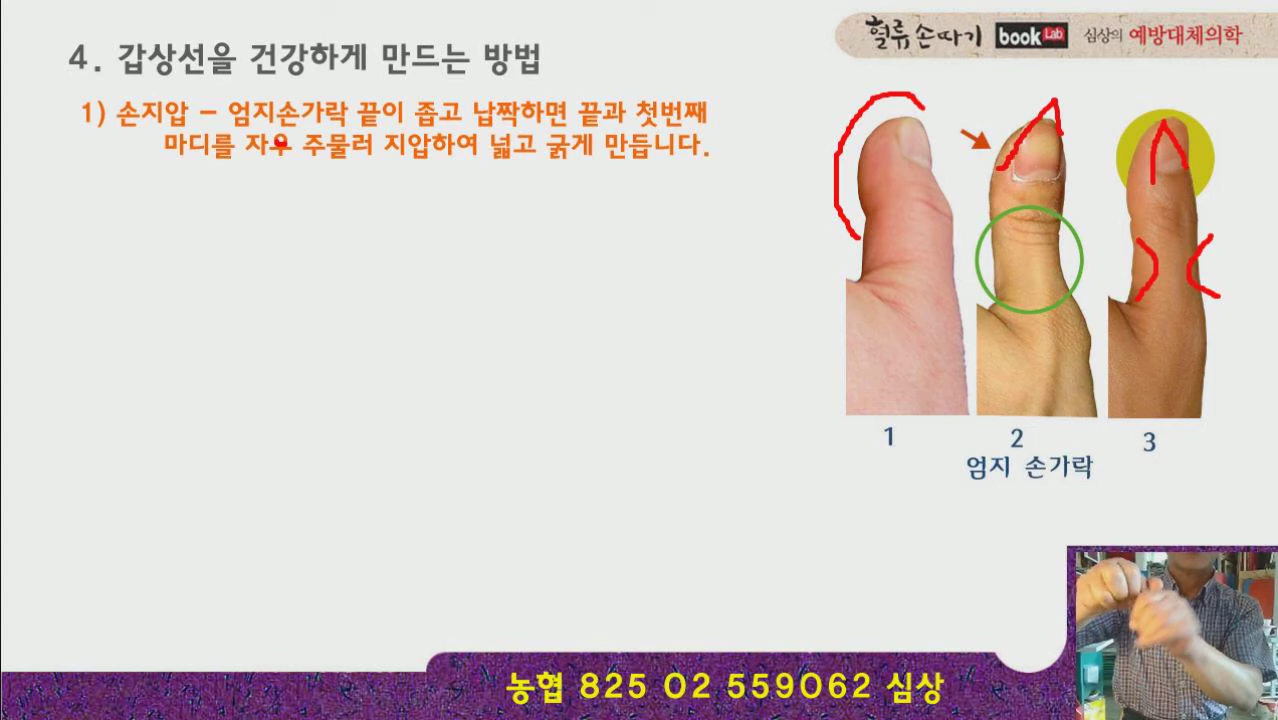 4. 갑상선을 건강하게 만드는 방법
혈류 손따기 book Lab 심상의 예방대체의학
1) 손지압 - 엄지손가락 끝이 좁고 납짝하면 끝과 첫번째
마디를 자우 주물러 지압하여 넓고 굵게 만듭니다.
1 2 3
엄지 손가락
농협 825 02 559062 심상